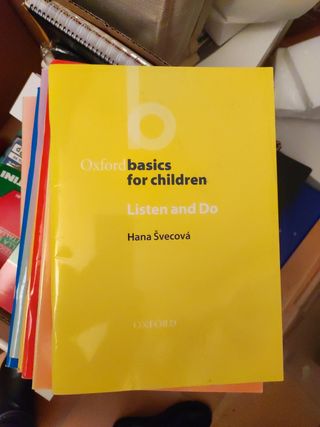 b
Oxford basics
for children
Listen and Do
Hana Švecová
OXFORD